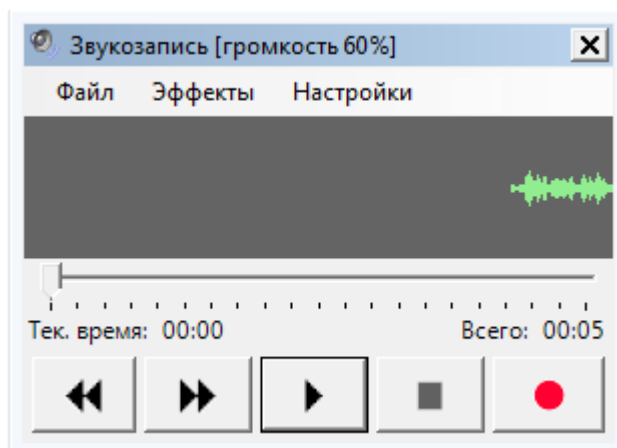 Звукозапись [громкость 60%]
Файл Эффекты Настройки
Тек. время: 00:00 Всего: 00:05